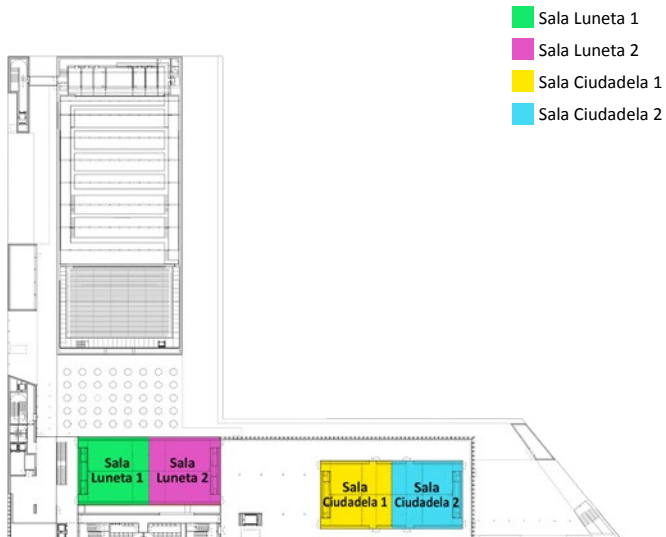 Sala Luneta 1
Sala Luneta 2
Sala Ciudadela 1
Sala Ciudadela 2
Sala
Luneta 1
Sala
Luneta 2
Sala
Ciudadela 1
Sala
Ciudadela 2